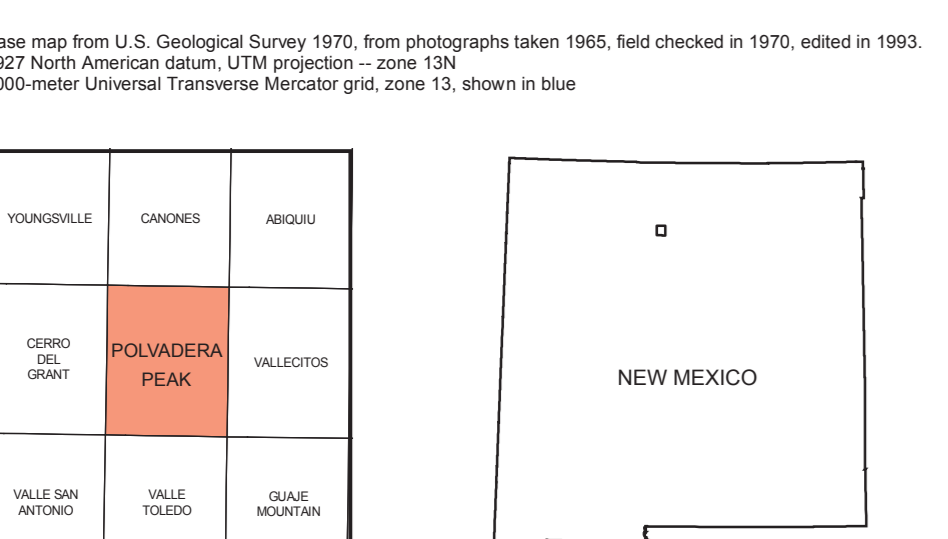 ase map from U.S. Geological Survey 1970, from photographs taken 1965, field checked in 1970, edited in 1993.
927 North American datum, UTM projection -- zone 13N
000-meter Universal Transverse Mercator grid, zone 13, shown in blue
YOUNGSVILLE
CANONES
ABIQUIU
CERRO
DEL
GRANT
POLVADERA
PEAK
VALLECITOS
NEW MEXICO
VALLE SAN
ANTONIO
VALLE
TOLEDO
GUAJE
MOUNTAIN